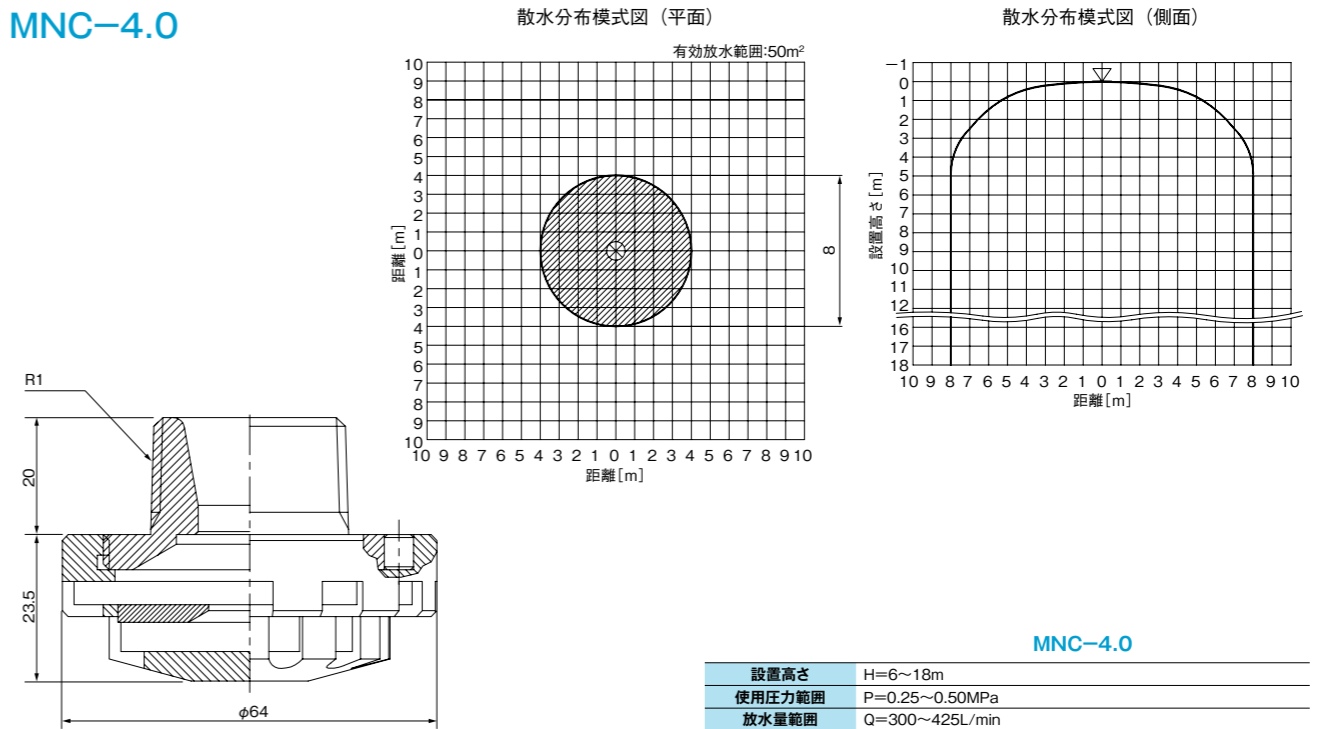 MNC−4.0
散水分布模式図（平面）
有効放水範囲:50m²
10
9
8
7
6
5
4
3
2
1
0
1
2
3
4
5
6
7
8
9
10
距離[m]
10 9 8 7 6 5 4 3 2 1 0 1 2 3 4 5 6 7 8 9 10
距離[m]
8
散水分布模式図（側面）
−1
0
1
2
3
4
5
6
7
8
9
10
11
12
16
17
18
設置高さ[m]
10 9 8 7 6 5 4 3 2 1 0 1 2 3 4 5 6 7 8 9 10
距離[m]
R1
20
23.5
φ64
MNC−4.0
設置高さ H=6〜18m
使用圧力範囲 P=0.25〜0.50MPa
放水量範囲 Q=300〜425L/min